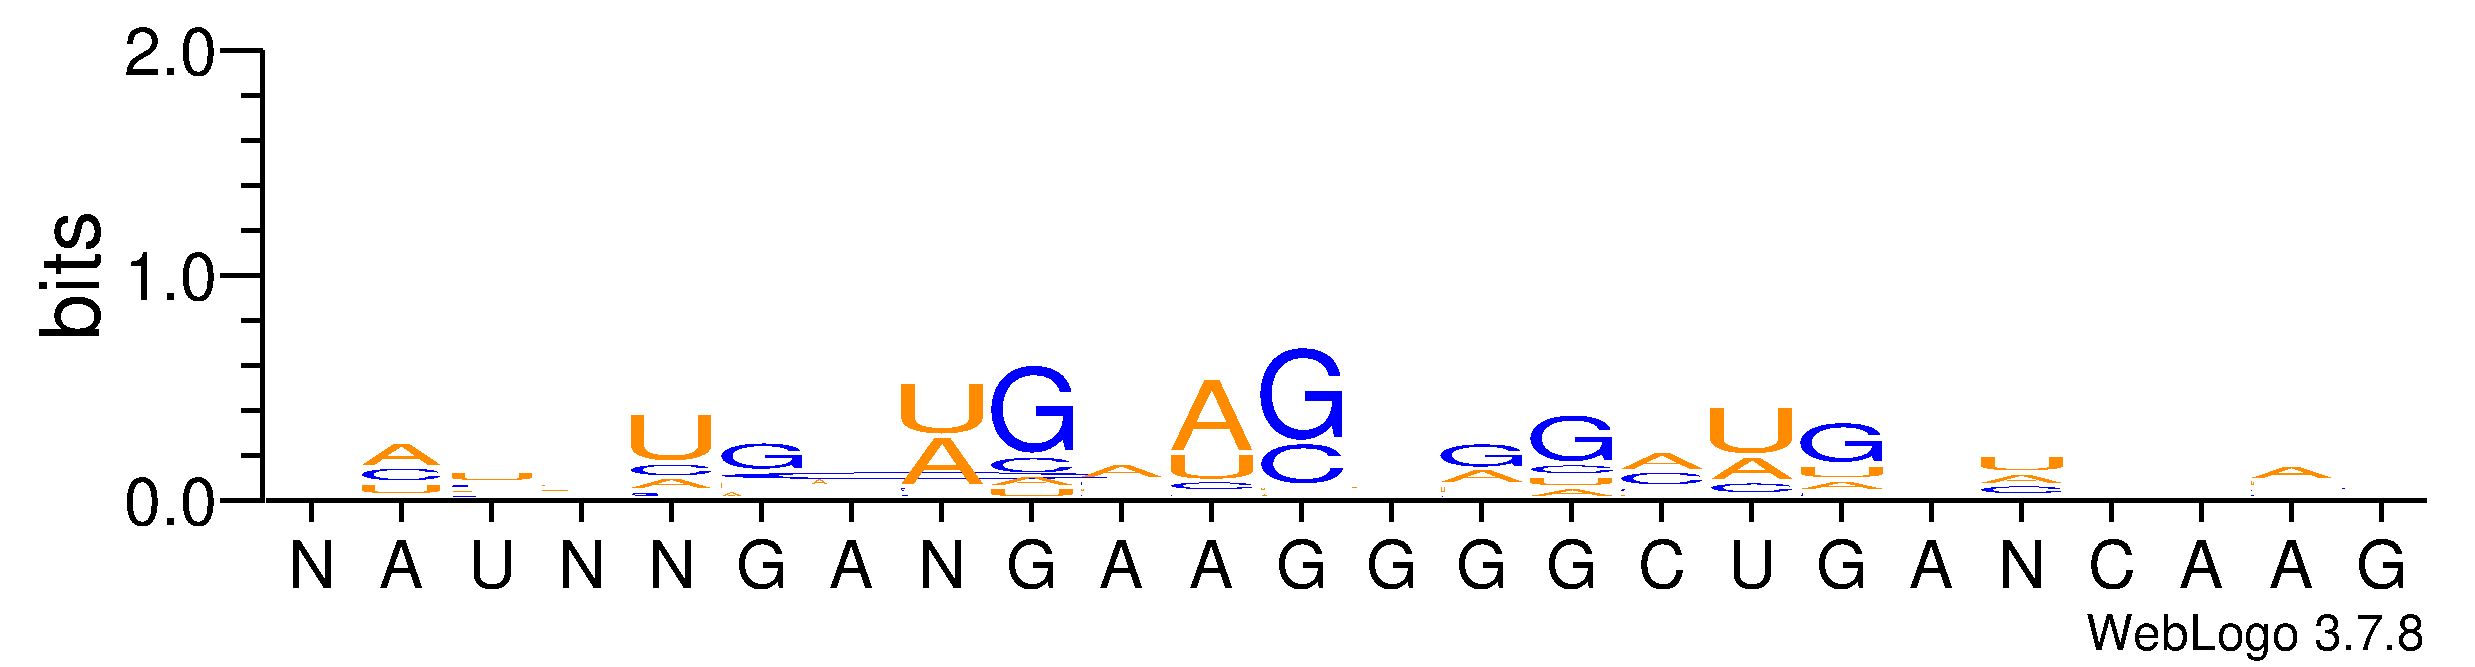 2.0
1.0
0.0
bits
N A U N N G A N G A A G G G G C U G A N C A A G
WebLogo 3.7.8